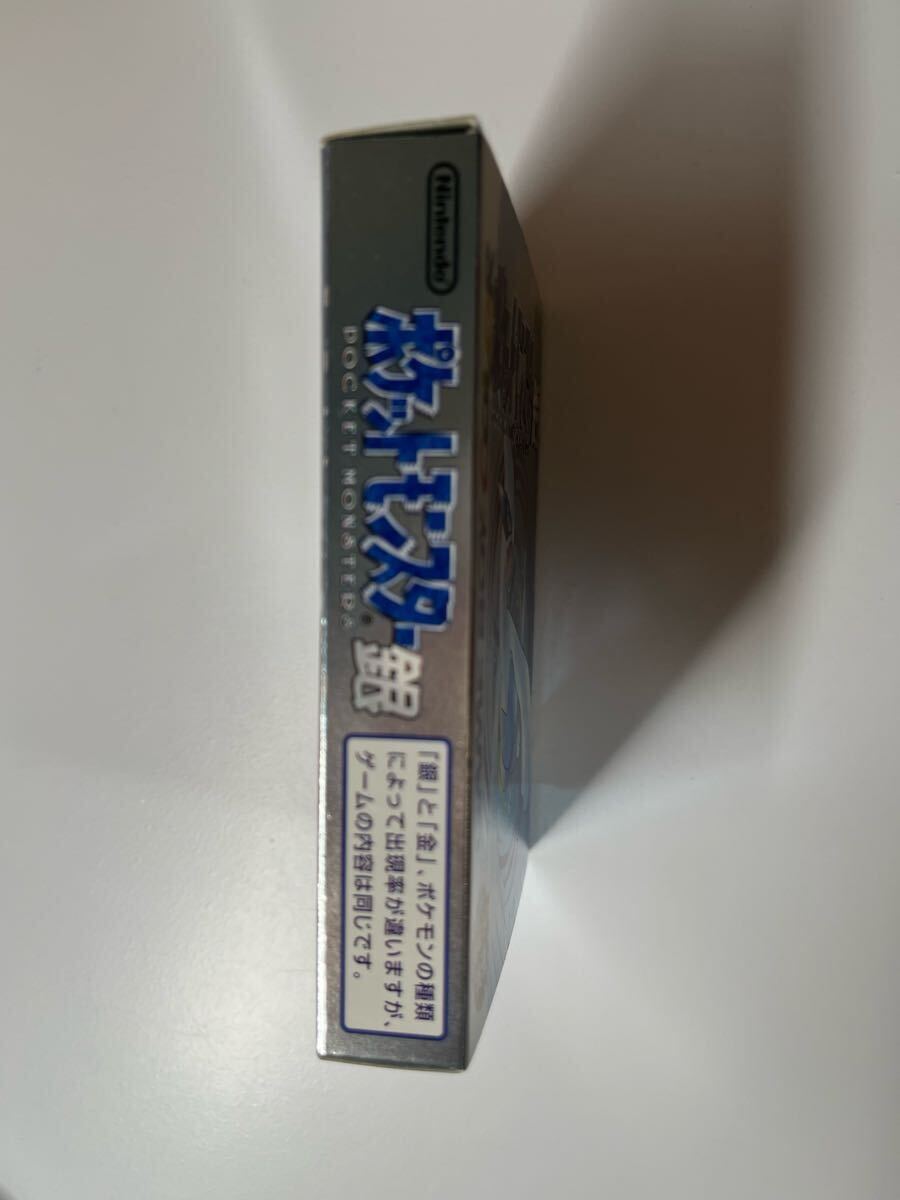 Nintendo
ポケットモンスター銀
POCKET MONSTERS
「銀」と「金」、ポケモンの種類
によって出現率が違いますが、
ゲームの内容は同じです。